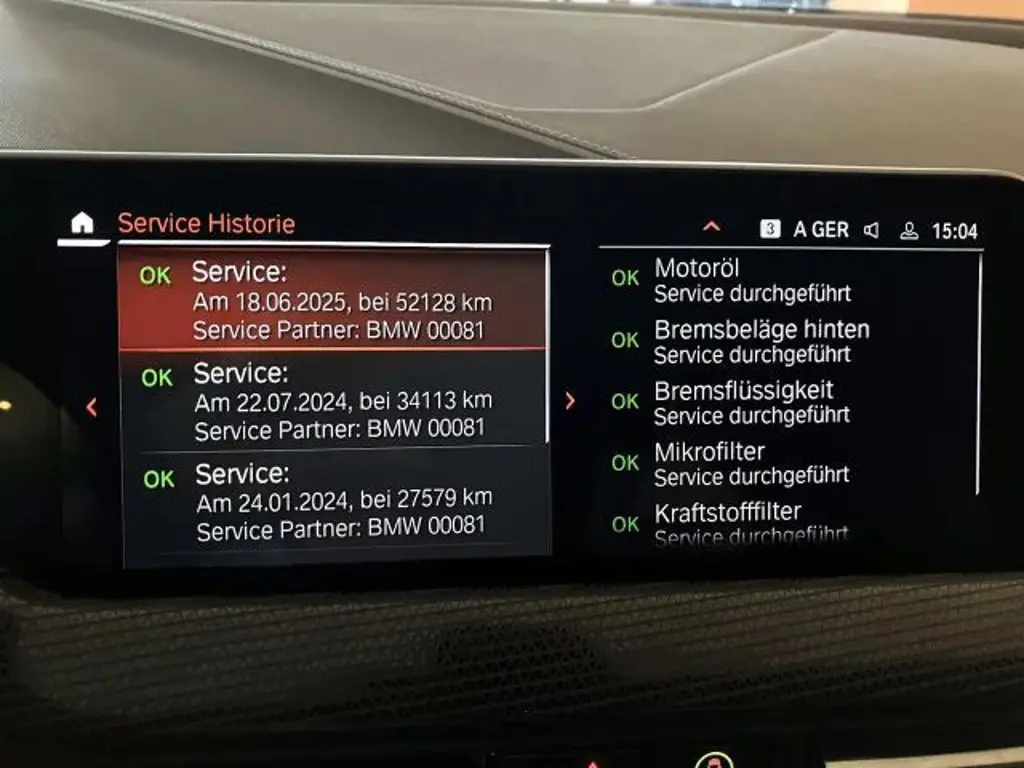 Service Historie
3 A GER 15:04
OK Service:
Am 18.06.2025, bei 52128 km
Service Partner: BMW 00081
OK Service:
Am 22.07.2024, bei 34113 km
Service Partner: BMW 00081
OK Service:
Am 24.01.2024, bei 27579 km
Service Partner: BMW 00081
OK Motoröl
Service durchgeführt
OK Bremsbeläge hinten
Service durchgeführt
OK Bremsflüssigkeit
Service durchgeführt
OK Mikrofilter
Service durchgeführt
OK Kraftstofffilter
Service durchgeführt